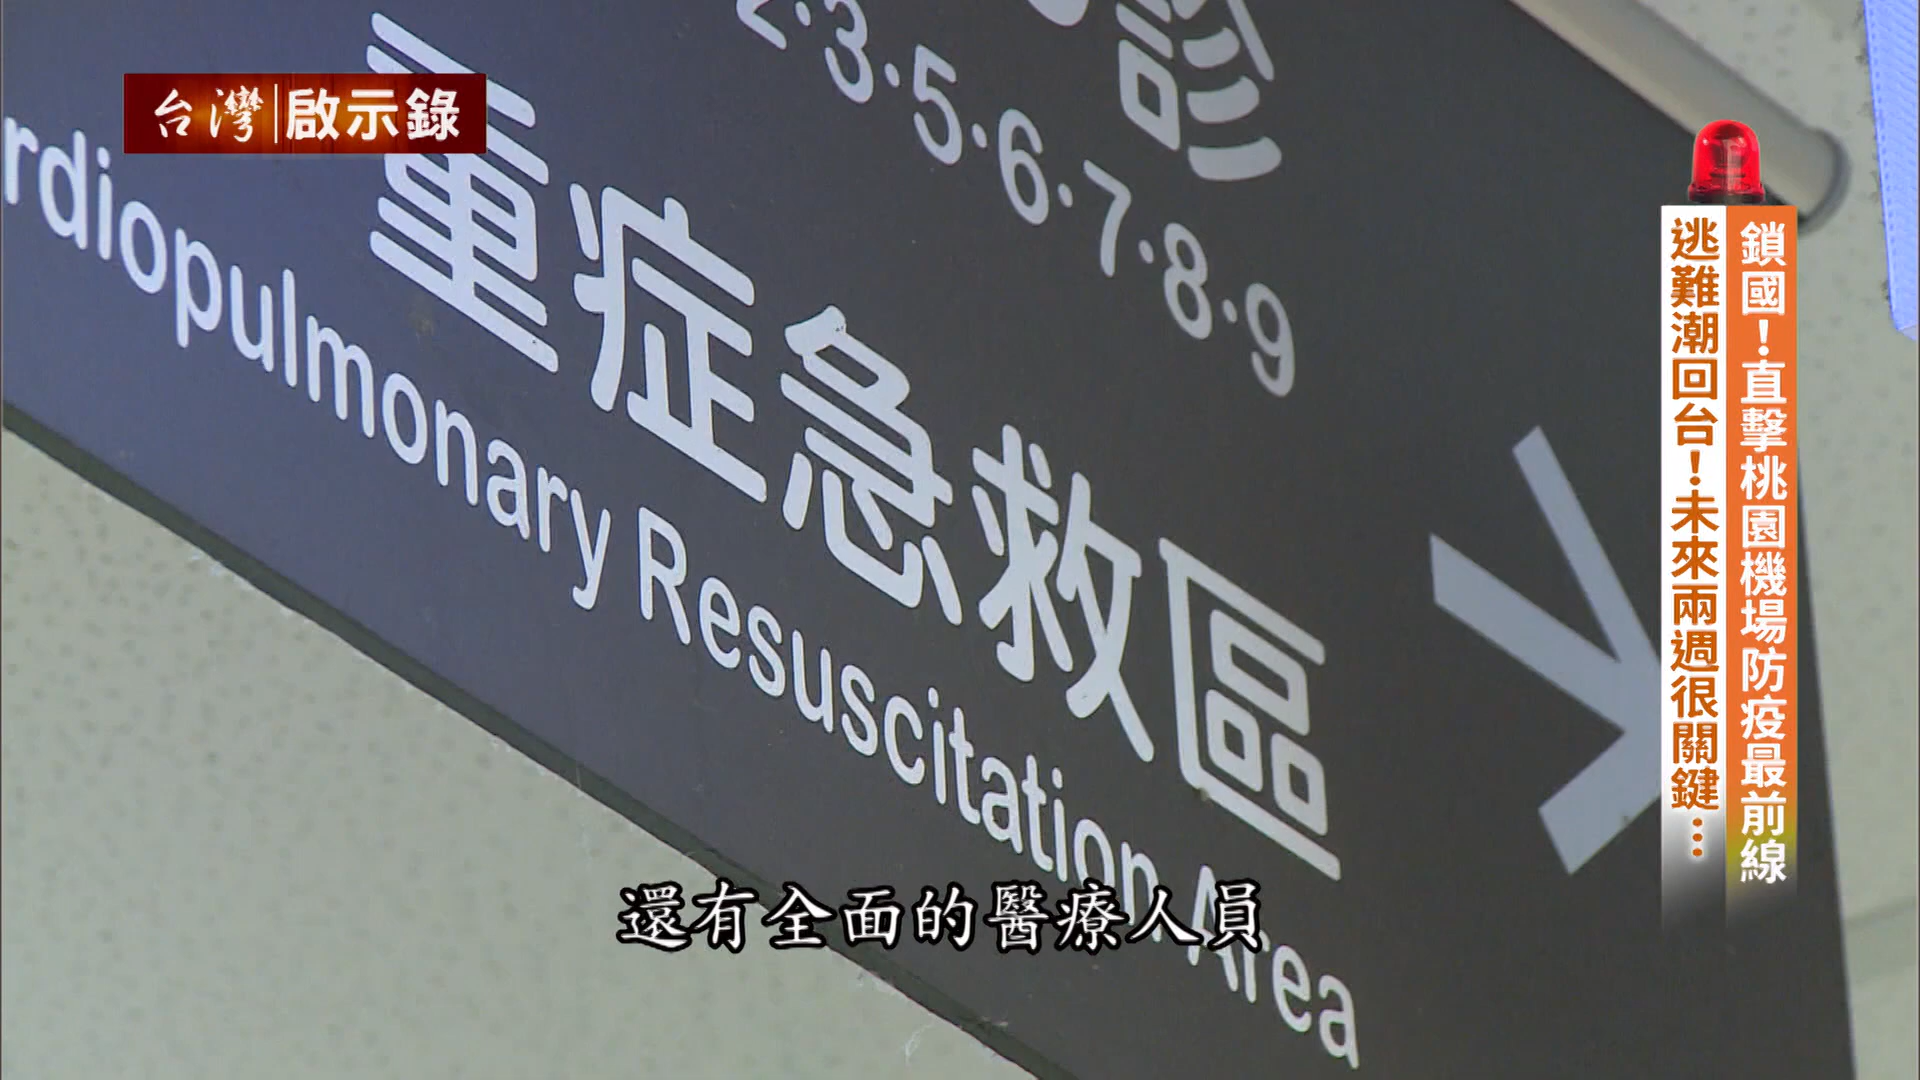 台灣啟示錄
診
2·3·5·6·7·8·9
重症急救區
rdiopulmonary Resuscitation Area
鎖國！直擊桃園機場防疫最前線
逃難潮回台！未來兩週很關鍵…
還有全面的醫療人員